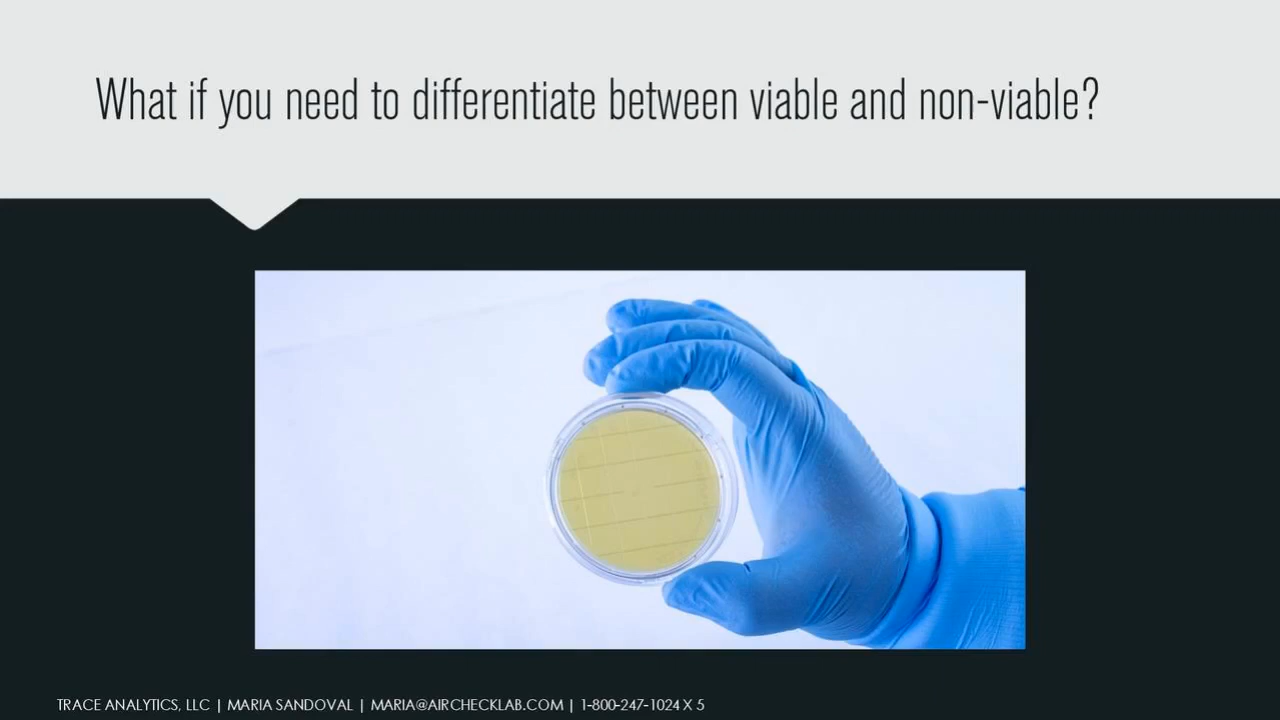 What if you need to differentiate between viable and non-viable?
TRACE ANALYTICS, LLC | MARIA SANDOVAL | MARIA@AIRCHECKLAB.COM | 1-800-247-1024 X 5